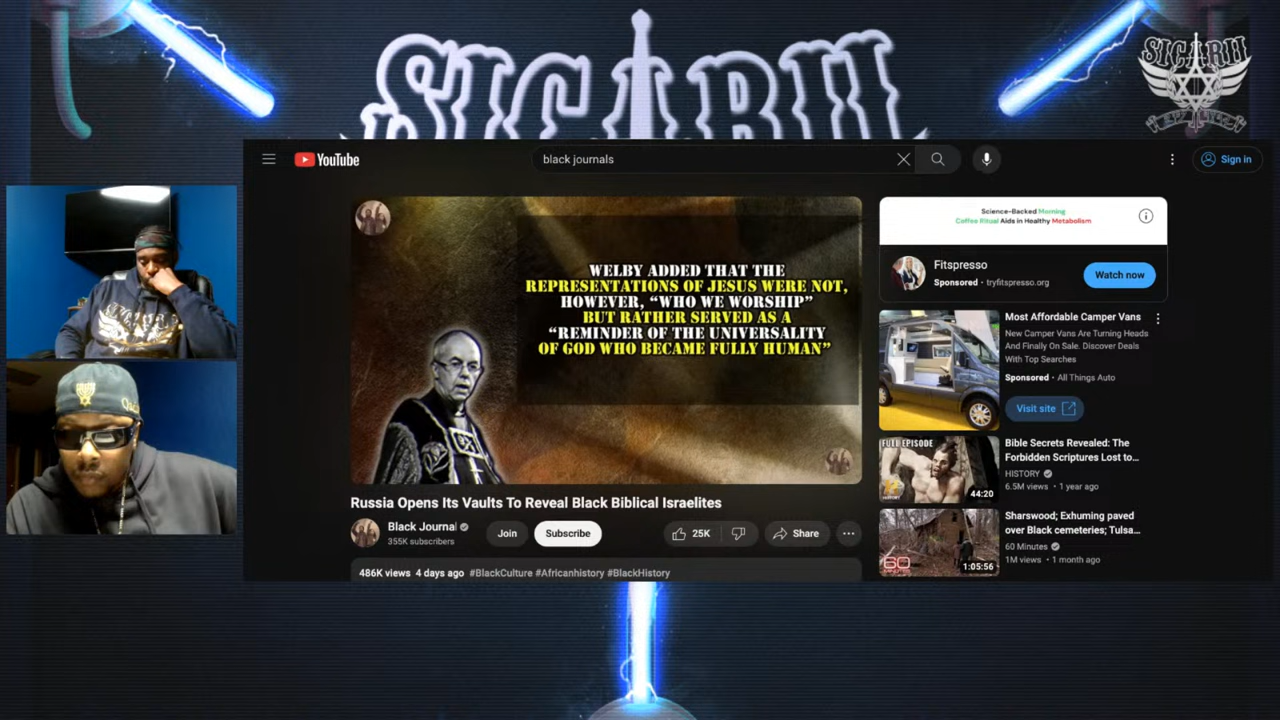 SICARII
SICARII
YouTube
black journals
Sign in
WELBY ADDED THAT THE
REPRESENTATIONS OF JESUS WERE NOT,
HOWEVER, “WHO WE WORSHIP”
BUT RATHER SERVED AS A
“REMINDER OF THE UNIVERSALITY
OF GOD WHO BECAME FULLY HUMAN”
Russia Opens Its Vaults To Reveal Black Biblical Israelites
Black Journal
355K subscribers
Join
Subscribe
25K
Share
486K views 4 days ago #BlackCulture #Africanhistory #BlackHistory
Science-Backed Morning
Coffee Ritual Aids in Healthy Metabolism
Fitspresso
Sponsored • tryfitspresso.org
Watch now
Most Affordable Camper Vans
New Camper Vans Are Turning Heads
And Finally On Sale. Discover Deals
With Top Searches
Sponsored • All Things Auto
Visit site
FULL EPISODE
HISTORY
44:20
Bible Secrets Revealed: The
Forbidden Scriptures Lost to...
HISTORY
6.5M views • 1 year ago
60
MINUTES
1:05:56
Sharswood; Exhuming paved
over Black cemeteries; Tulsa...
60 Minutes
1M views • 1 month ago